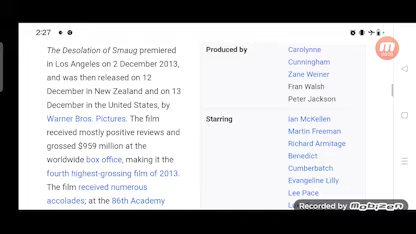 2:27
The Desolation of Smaug premiered
in Los Angeles on 2 December 2013,
and was then released on 12
December in New Zealand and on 13
December in the United States, by
Warner Bros. Pictures. The film
received mostly positive reviews and
grossed $959 million at the
worldwide box office, making it the
fourth highest-grossing film of 2013.
The film received numerous
accolades; at the 86th Academy
Produced by
Carolynne
Cunningham
Zane Weiner
Fran Walsh
Peter Jackson
Starring
Ian McKellen
Martin Freeman
Richard Armitage
Benedict
Cumberbatch
Evangeline Lilly
Lee Pace
Recorded by
MOBIZEN